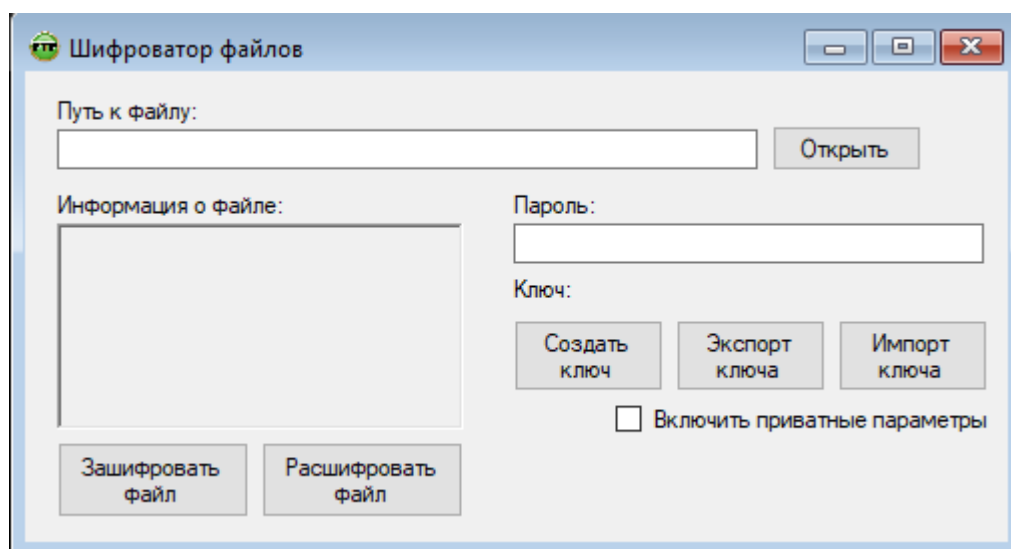 Шифроватор файлов
Путь к файлу:
Открыть
Информация о файле:
Пароль:
Ключ:
Создать
ключ
Экспорт
ключа
Импорт
ключа
Включить приватные параметры
Зашифровать
файл
Расшифровать
файл